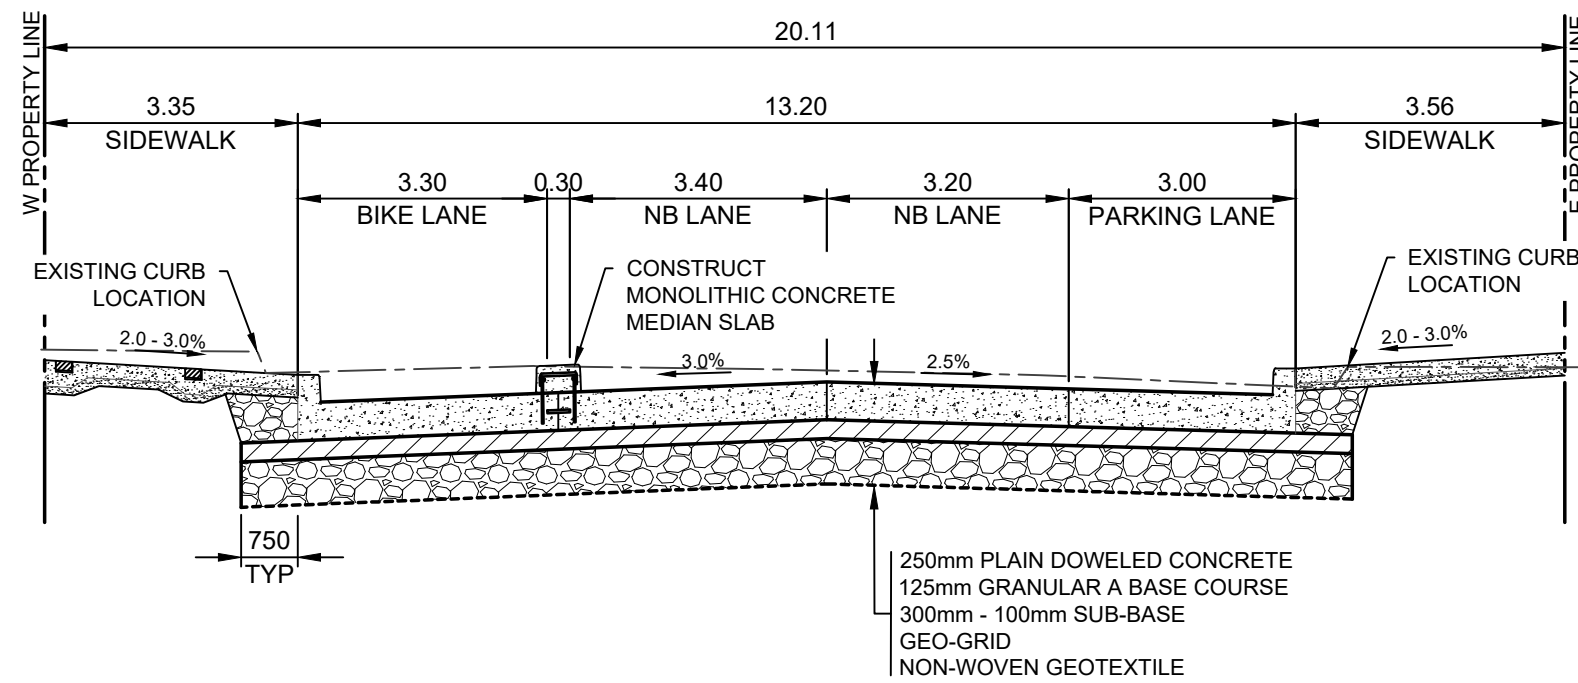 20.11
W PROPERTY LINE
E PROPERTY LINE
3.35
13.20
3.56
SIDEWALK
SIDEWALK
3.30
0.30
3.40
3.20
3.00
BIKE LANE
NB LANE
NB LANE
PARKING LANE
EXISTING CURB
LOCATION
CONSTRUCT
MONOLITHIC CONCRETE
MEDIAN SLAB
EXISTING CURB
LOCATION
2.0 - 3.0%
3.0%
2.5%
2.0 - 3.0%
750
TYP
250mm PLAIN DOWELED CONCRETE
125mm GRANULAR A BASE COURSE
300mm - 100mm SUB-BASE
GEO-GRID
NON-WOVEN GEOTEXTILE